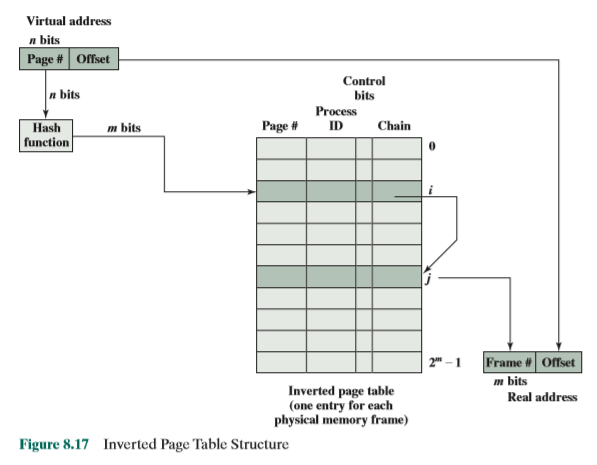 Virtual address
n bits
Page # Offset
n bits
Hash
function
m bits
Control
bits
Process
Page # ID Chain
0
i
j
2^m − 1
Frame # Offset
m bits
Real address
Inverted page table
(one entry for each
physical memory frame)
Figure 8.17 Inverted Page Table Structure